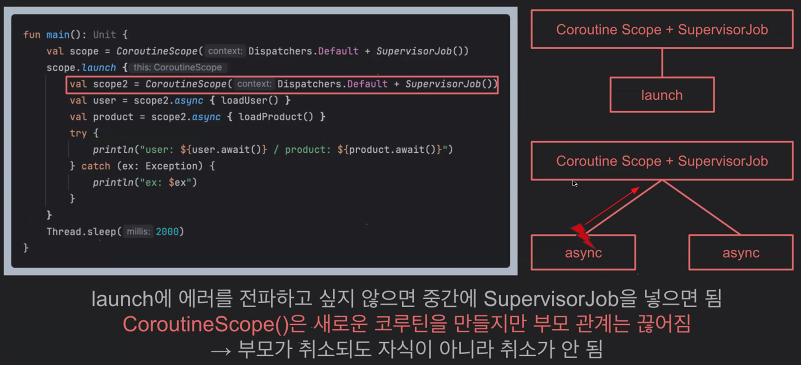 fun main(): Unit {
val scope = CoroutineScope( context: Dispatchers.Default + SupervisorJob())
scope.launch { this: CoroutineScope
val scope2 = CoroutineScope( context: Dispatchers.Default + SupervisorJob())
val user = scope2.async { loadUser() }
val product = scope2.async { loadProduct() }
try {
println("user: ${user.await()} / product: ${product.await()}")
} catch (ex: Exception) {
println("ex: $ex")
}
}
Thread.sleep( millis: 2000)
}
Coroutine Scope + SupervisorJob
launch
Coroutine Scope + SupervisorJob
async
async
launch에 에러를 전파하고 싶지 않으면 중간에 SupervisorJob을 넣으면 됨
CoroutineScope()은 새로운 코루틴을 만들지만 부모 관계는 끊어짐
→ 부모가 취소되도 자식이 아니라 취소가 안 됨